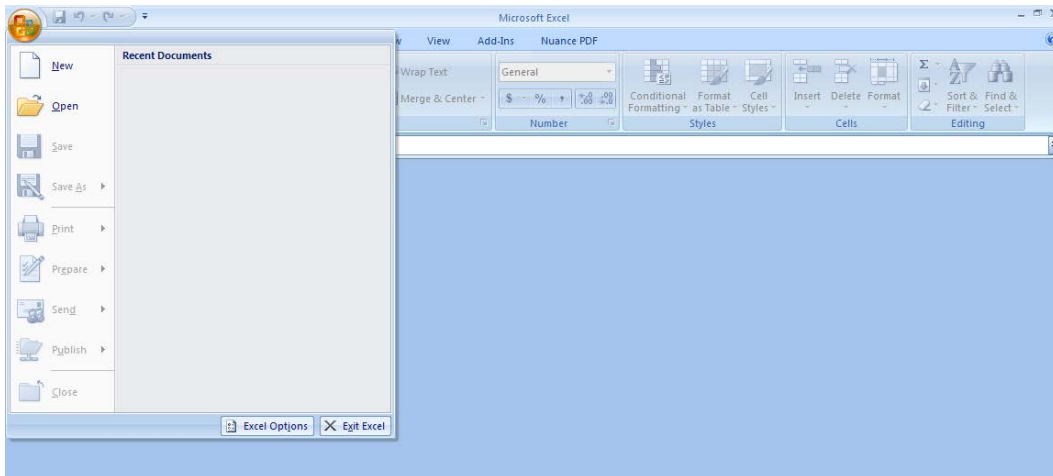 Microsoft Excel
View Add-Ins Nuance PDF
New
Open
Save
Save As
Print
Prepare
Send
Publish
Close
Recent Documents
Excel Options
Exit Excel
Wrap Text
Merge & Center
General
$ % ,
Number
Conditional Formatting
Format as Table
Cell Styles
Styles
Insert Delete Format
Cells
Σ
Sort & Filter
Find & Select
Editing